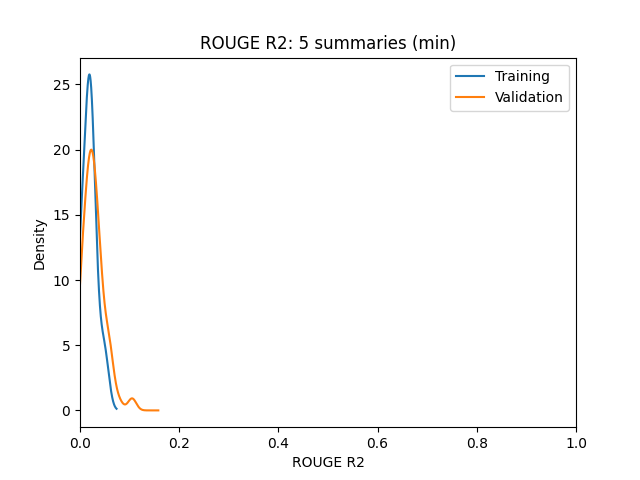 ROUGE R2: 5 summaries (min)
Training
Validation
Density
25
20
15
10
5
0
0.0 0.2 0.4 0.6 0.8 1.0
ROUGE R2